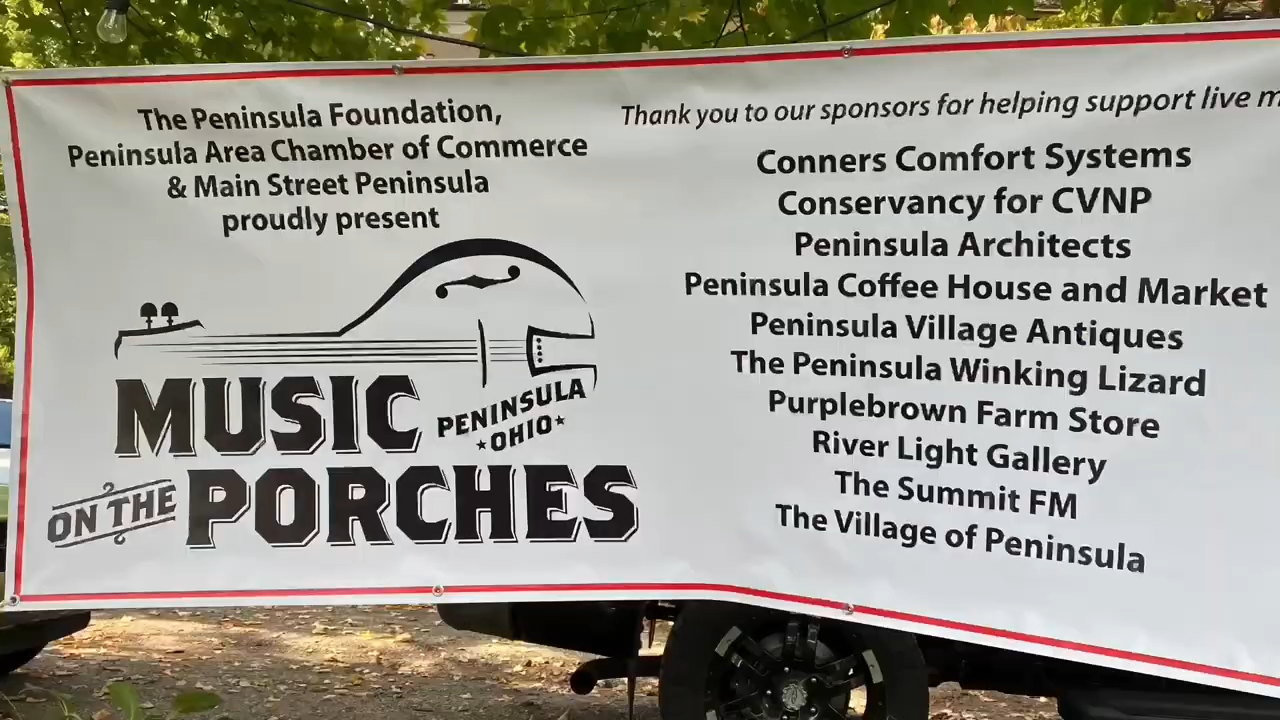 The Peninsula Foundation,
Peninsula Area Chamber of Commerce
& Main Street Peninsula
proudly present
MUSIC
PENINSULA
★OHIO★
ON THE PORCHES
Thank you to our sponsors for helping support live
Conners Comfort Systems
Conservancy for CVNP
Peninsula Architects
Peninsula Coffee House and Market
Peninsula Village Antiques
The Peninsula Winking Lizard
Purplebrown Farm Store
River Light Gallery
The Summit FM
The Village of Peninsula